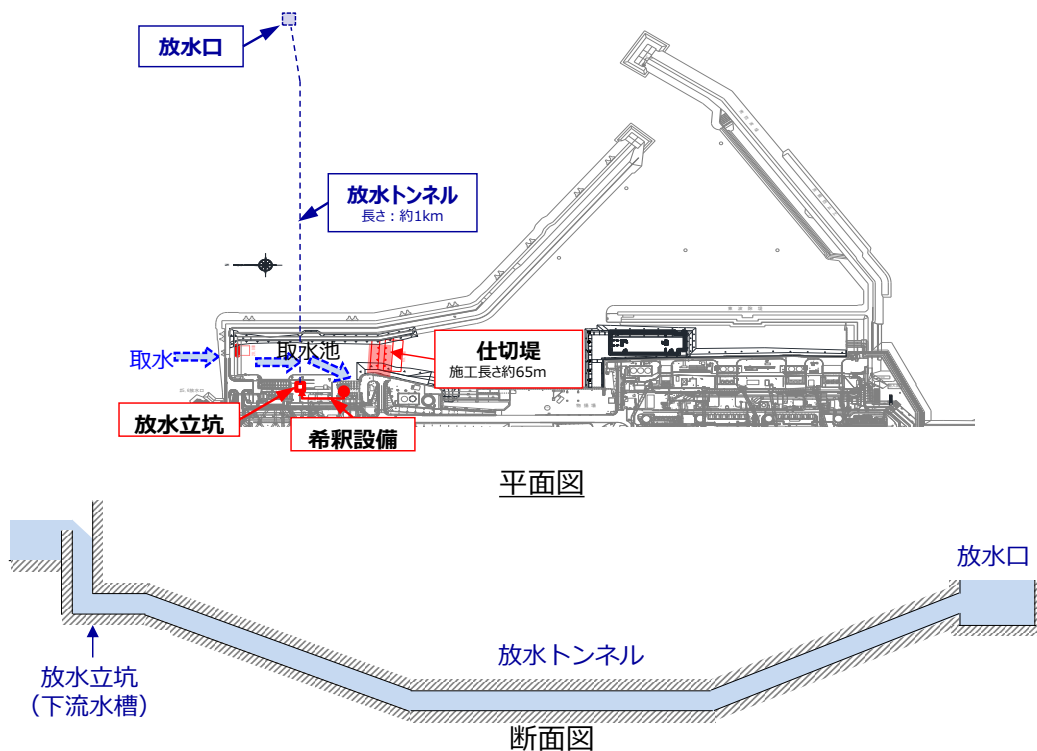 放水口
放水トンネル
長さ：約1km
取水
取水池
仕切堤
施工長さ約65m
放水立坑
希釈設備
平面図
放水口
放水トンネル
放水立坑
（下流水槽）
断面図